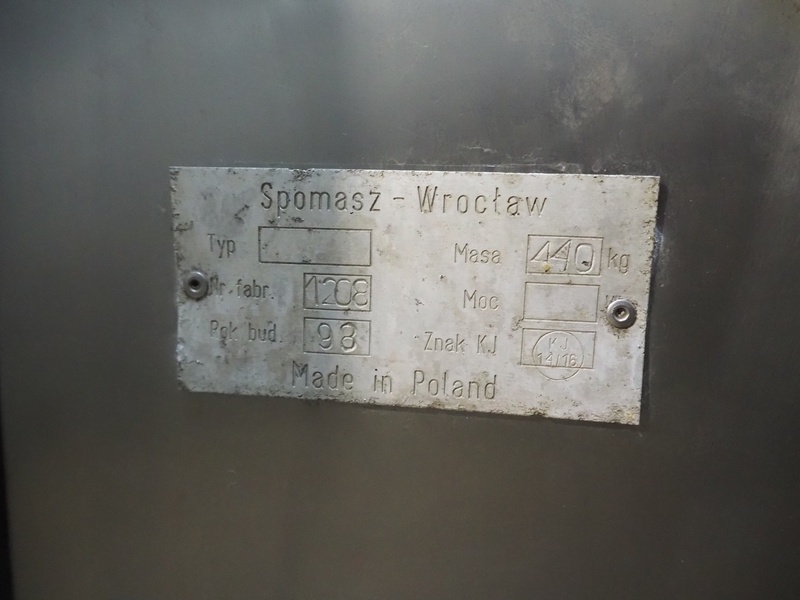 Spomasz - Wrocław
Typ
Masa 440 kg
Nr fabr. 1208
Moc
Rok bud. 98
Znak KJ KJ 14/16
Made in Poland